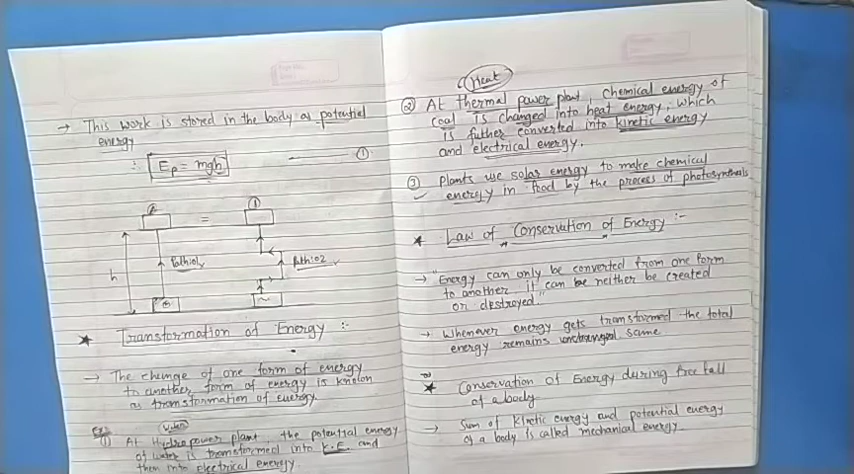 → This work is stored in the body as potential
energy
∴ Ep = mgh ——— ①
② = ①
h
Path 1
Path 2
★ Transformation of Energy :-
→ The change of one form of energy
to another form of energy is known
as transformation of energy.
Ex:
Water
① At Hydropower plant, the potential energy
of water is transformed into K.E. and
then into electrical energy.
Heat
② At thermal power plant, chemical energy of
coal is changed into heat energy, which
is futher converted into kinetic energy
and electrical energy.
③ Plants use solar energy to make chemical
energy in food by the process of photosynthesis
★ Law of Conservation of Energy :-
→ "Energy can only be converted from one form
to another, it can be neither be created
or destroyed"
→ Whenever energy gets transformed the total
energy remains unchanged same
★ Conservation of Energy during free fall
of a body
→ Sum of Kinetic energy and potential energy
of a body is called mechanical energy